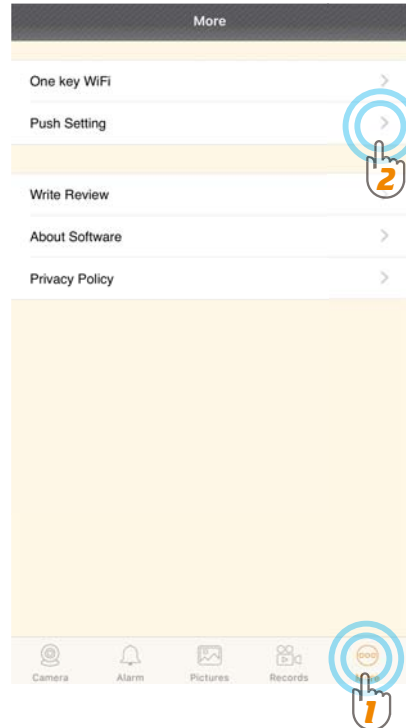 More
One key WiFi
Push Setting
2
Write Review
About Software
Privacy Policy
Camera
Alarm
Pictures
Records
1